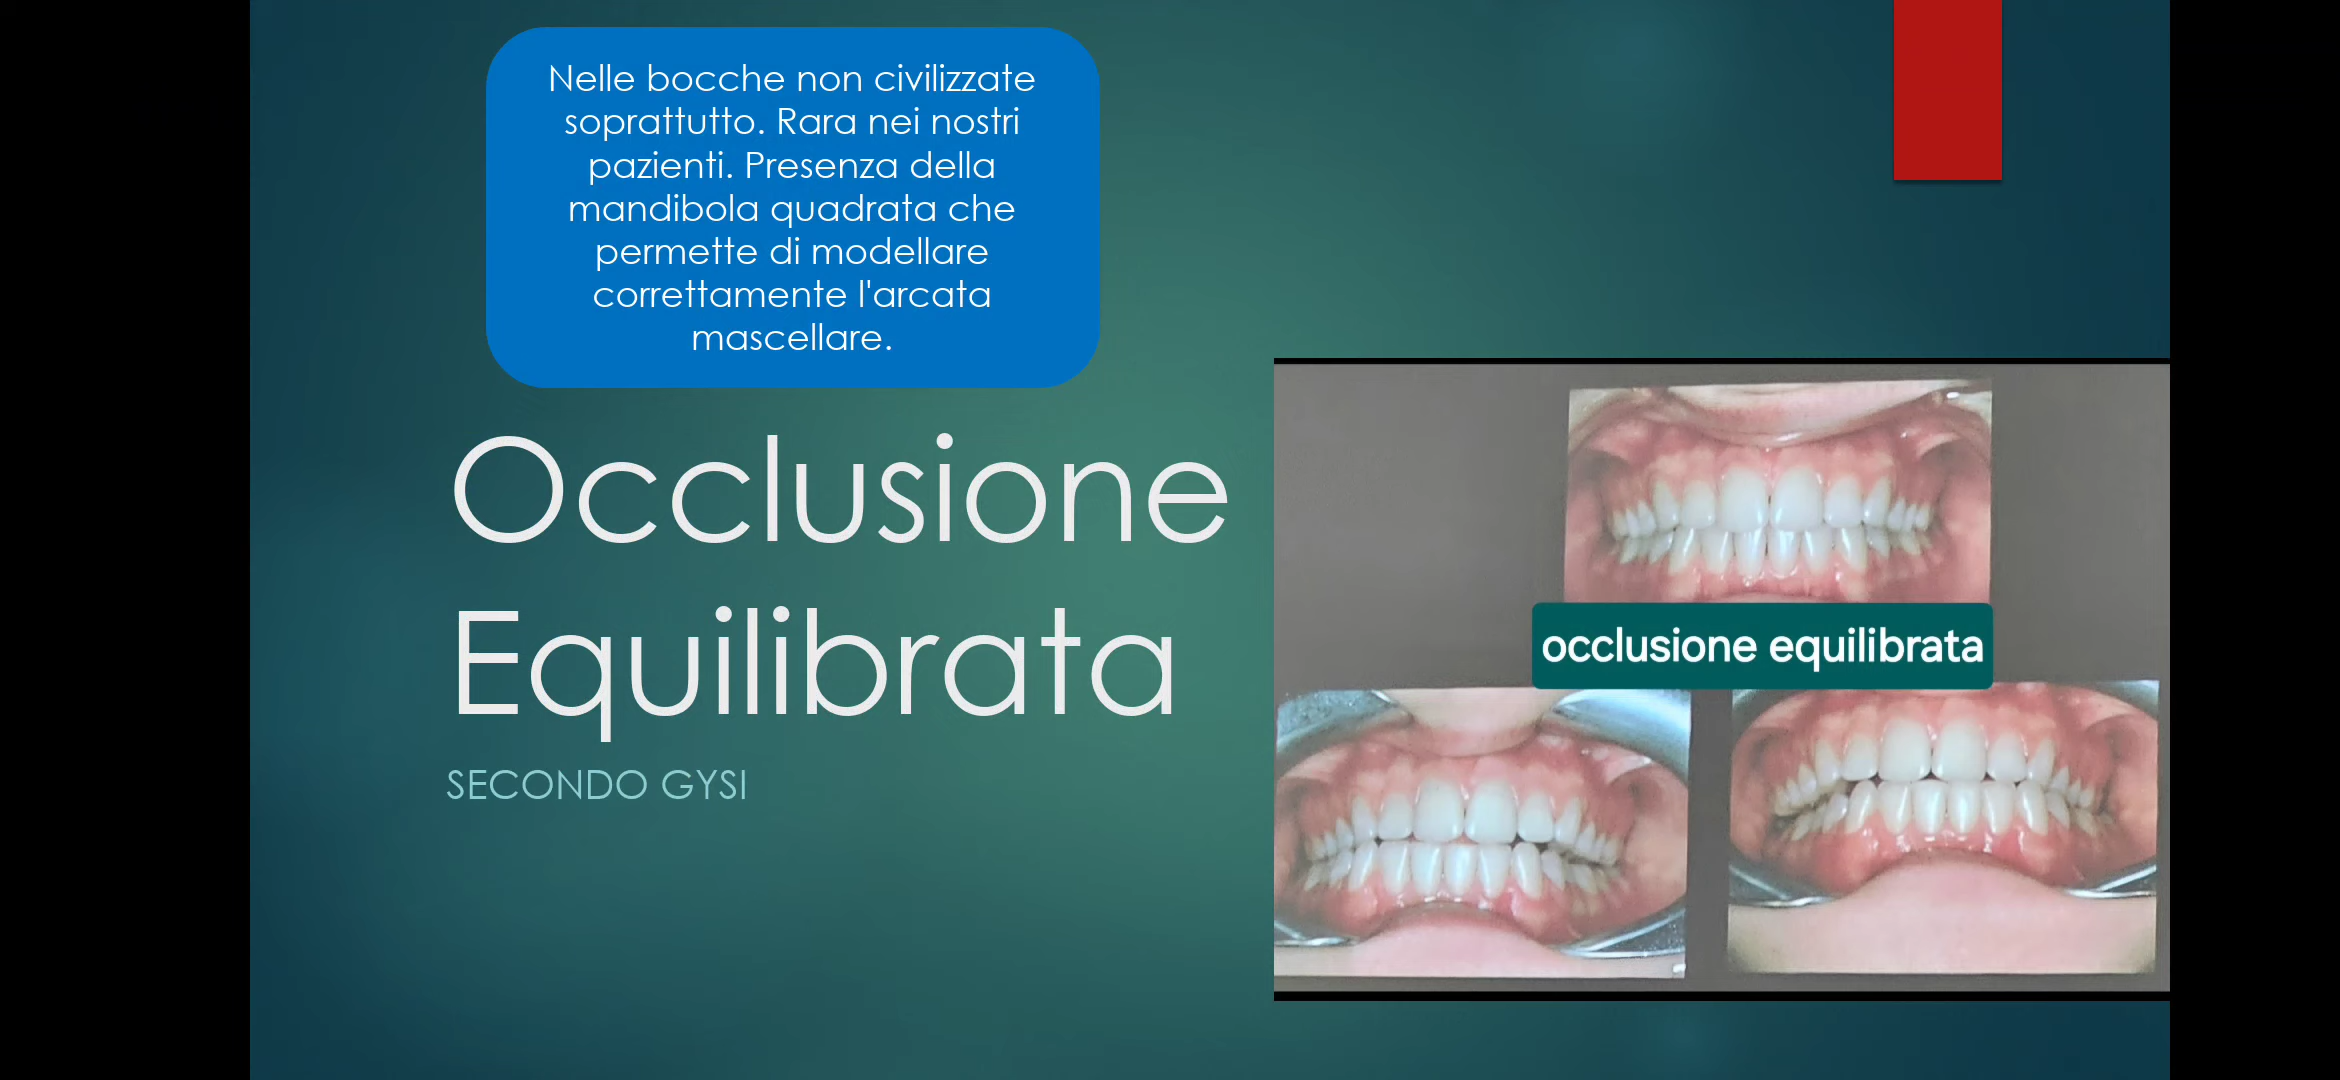 Nelle bocche non civilizzate
soprattutto. Rara nei nostri
pazienti. Presenza della
mandibola quadrata che
permette di modellare
correttamente l'arcata
mascellare.
Occlusione
Equilibrata
SECONDO GYSI
occlusione equilibrata